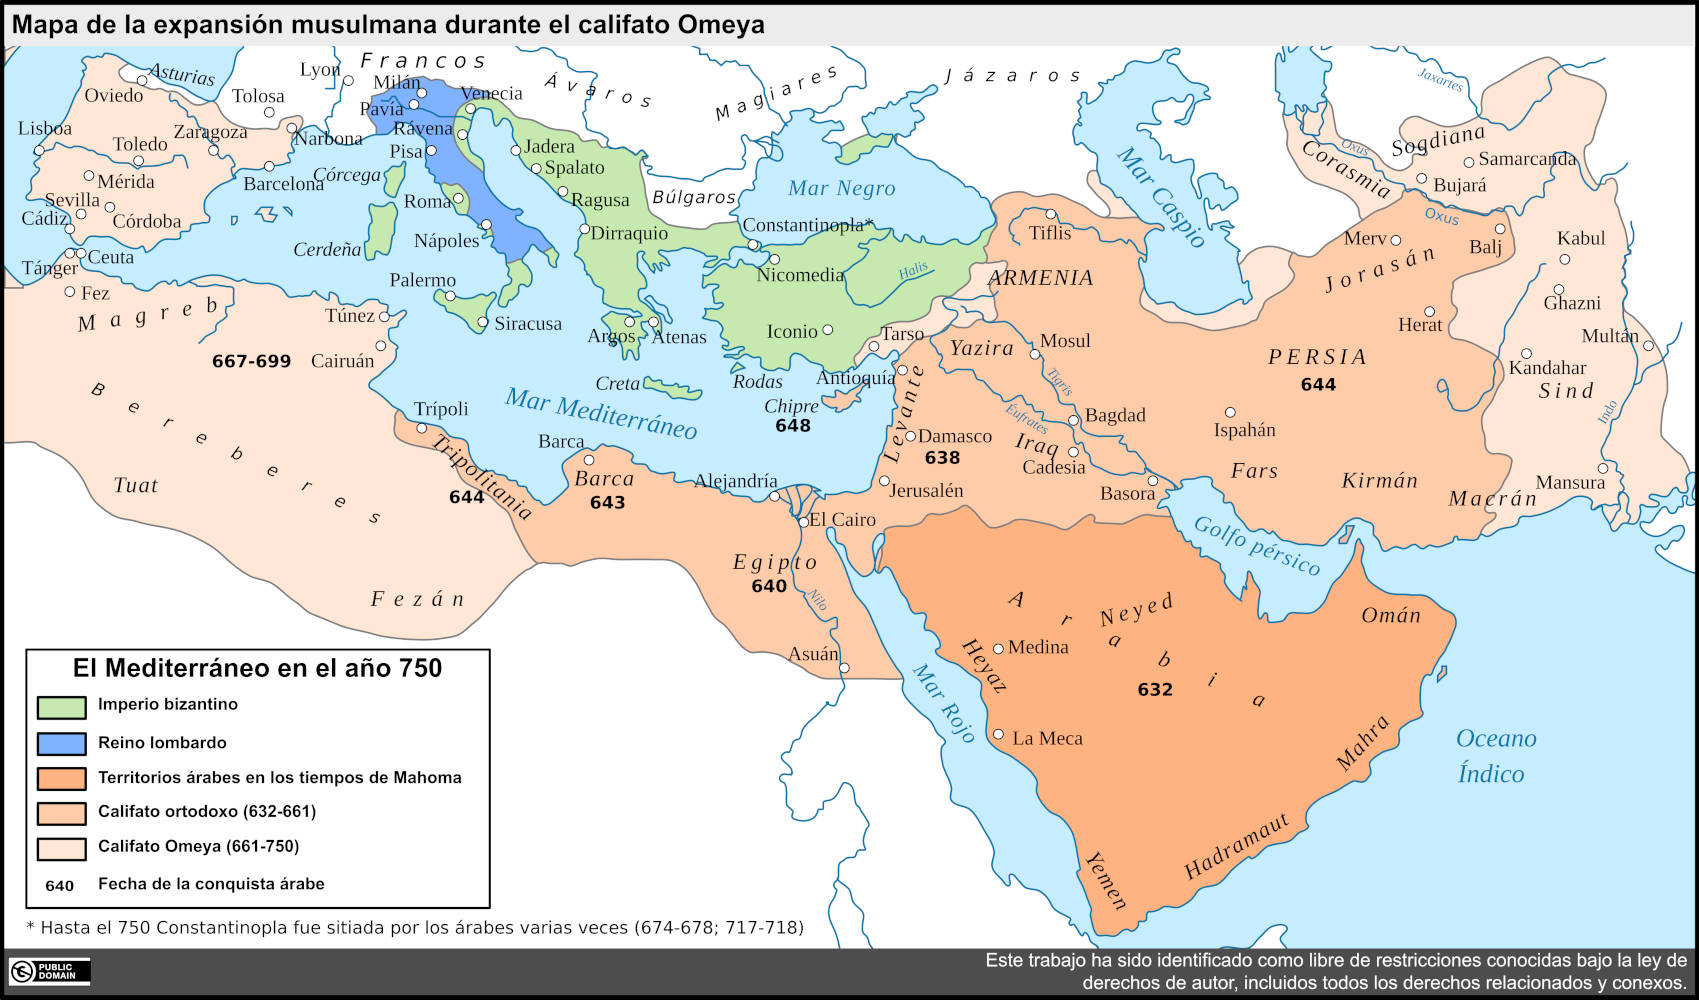 Mapa de la expansión musulmana durante el califato Omeya
Francos
Ávaros
Magiares
Jázaros
Jaxartes
Asturias
Oviedo
Lyon
Tolosa
Milán
Pavía
Venecia
Rávena
Narbona
Lisboa
Zaragoza
Toledo
Pisa
Jadera
Spalato
Ragusa
Búlgaros
Mar Negro
Mar Caspio
Oxus
Corasmia
Sogdiana
Samarcanda
Bujará
Oxus
Mérida
Barcelona
Córcega
Roma
Sevilla
Córdoba
Cádiz
Nápoles
Dirraquio
Constantinopla*
Tiflis
Merv
Balj
Kabul
Cerdeña
Tánger
Ceuta
Nicomedia
Halis
ARMENIA
Jorasán
Fez
Palermo
Ghazni
Magreb
Túnez
Siracusa
Argos
Atenas
Iconio
Tarso
Yazira
Mosul
Herat
Multán
667-699
Cairuán
PERSIA
644
Kandahar
Sind
Bereberes
Creta
Rodas
Antioquía
Tigris
Indo
Mar Mediterráneo
Chipre
648
Levante
Éufrates
Bagdad
Trípoli
Ispahán
Tripolitania
644
Barca
Barca
643
Damasco
638
Iraq
Cadesia
Fars
Kirmán
Tuat
Alejandría
Jerusalén
Basora
Macrán
Mansura
El Cairo
Golfo pérsico
Egipto
640
Nilo
Fezán
Arabia
Neyed
Omán
Asuán
Medina
Heyaz
632
Mar Rojo
La Meca
Mahra
Oceano
Índico
Hadramaut
Yemen
El Mediterráneo en el año 750
Imperio bizantino
Reino lombardo
Territorios árabes en los tiempos de Mahoma
Califato ortodoxo (632-661)
Califato Omeya (661-750)
640 Fecha de la conquista árabe
* Hasta el 750 Constantinopla fue sitiada por los árabes varias veces (674-678; 717-718)
PUBLIC
DOMAIN
Este trabajo ha sido identificado como libre de restricciones conocidas bajo la ley de
derechos de autor, incluidos todos los derechos relacionados y conexos.